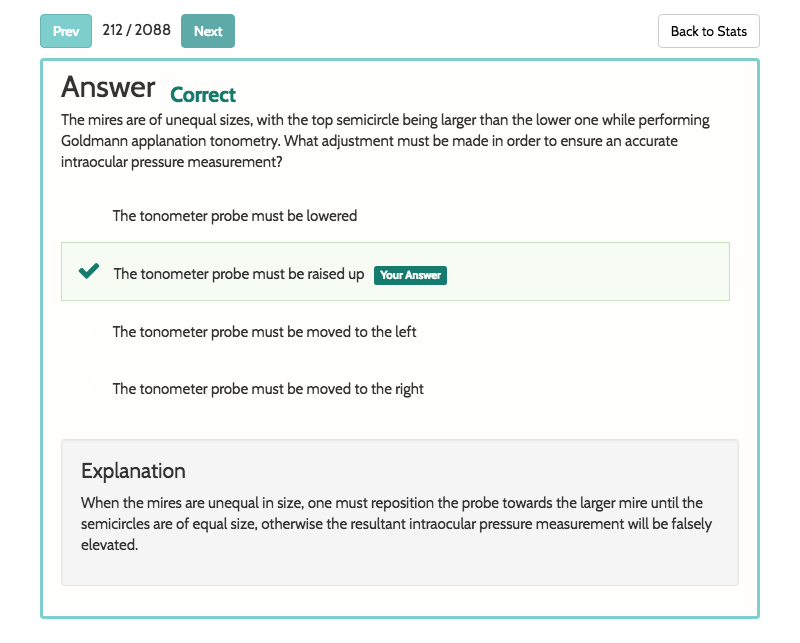 Prev 212 / 2088 Next Back to Stats
Answer Correct
The mires are of unequal sizes, with the top semicircle being larger than the lower one while performing
Goldmann applanation tonometry. What adjustment must be made in order to ensure an accurate
intraocular pressure measurement?
The tonometer probe must be lowered
The tonometer probe must be raised up Your Answer
The tonometer probe must be moved to the left
The tonometer probe must be moved to the right
Explanation
When the mires are unequal in size, one must reposition the probe towards the larger mire until the
semicircles are of equal size, otherwise the resultant intraocular pressure measurement will be falsely
elevated.